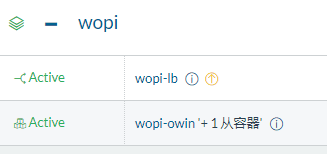 wopi
Active wopi-lb
Active wopi-owin '+ 1 从容器'